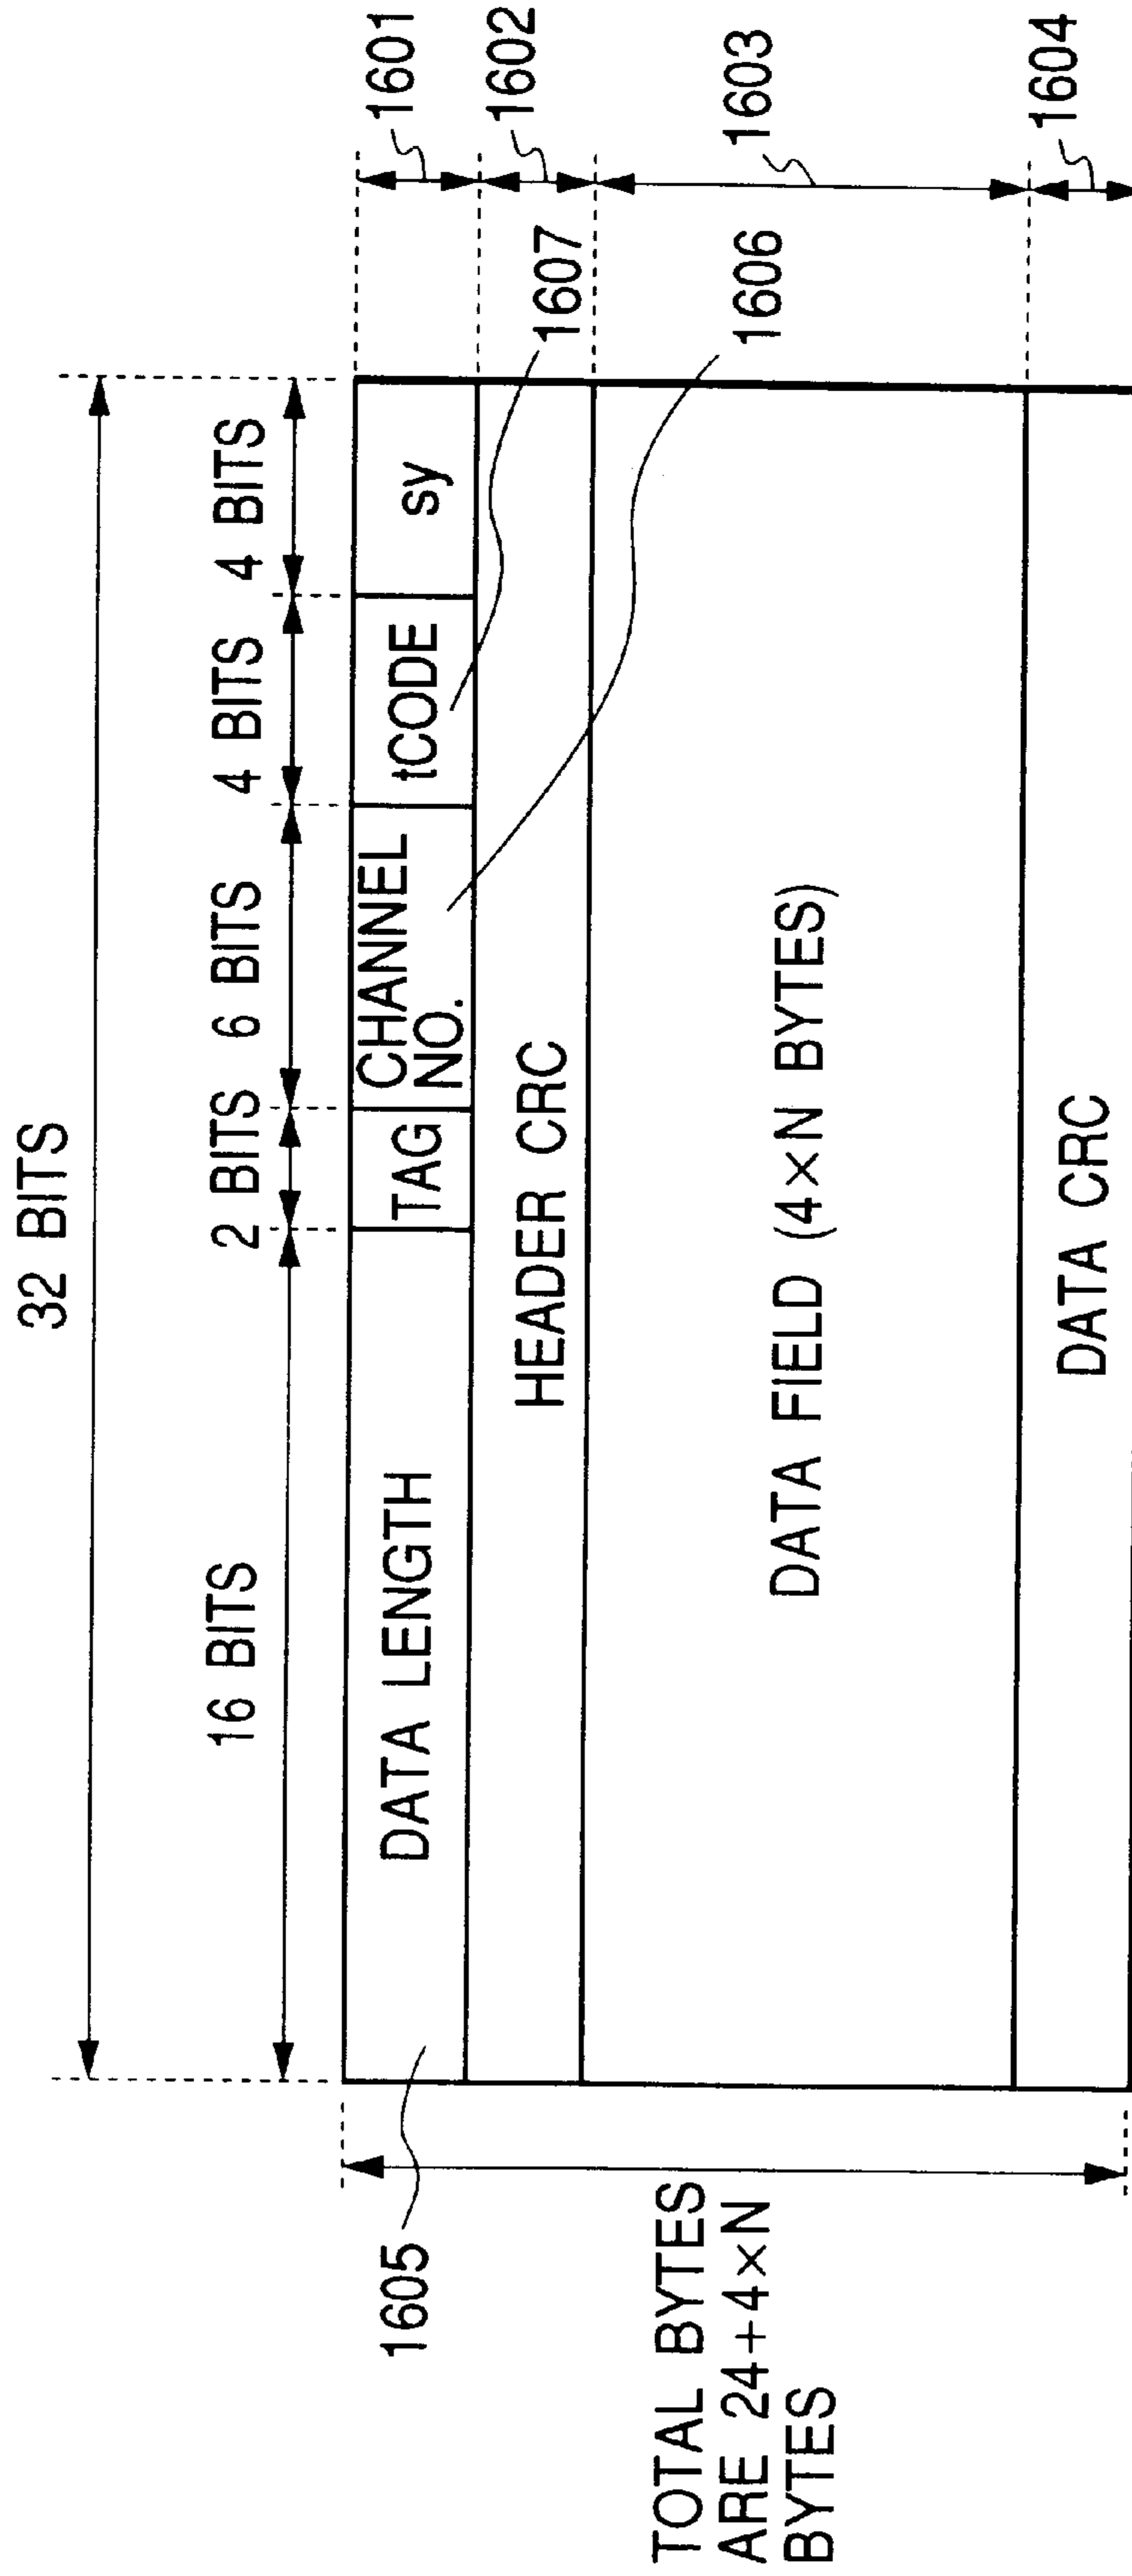 32 BITS
16 BITS
2 BITS
6 BITS
4 BITS
4 BITS
DATA LENGTH
TAG
CHANNEL
NO.
tCODE
sy
HEADER CRC
DATA FIELD (4×N BYTES)
DATA CRC
1601
1602
1603
1604
1607
1606
1605
TOTAL BYTES
ARE 24+4×N
BYTES